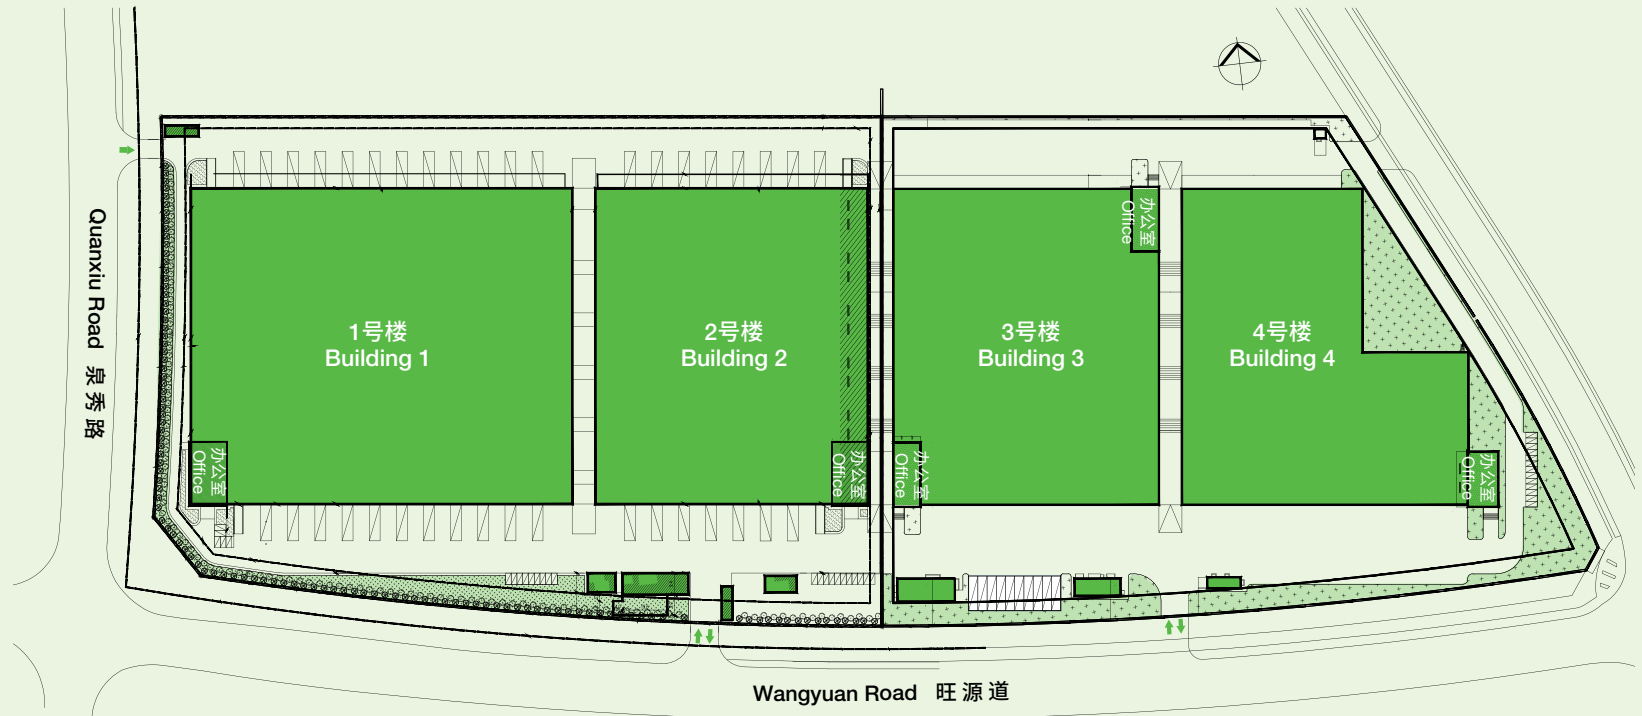 办公室
Office
1号楼
Building 1
2号楼
Building 2
3号楼
Building 3
4号楼
Building 4
Quanxiu Road 泉秀路
办公室
Office
办公室
Office
办公室
Office
办公室
Office
Wangyuan Road 旺源道